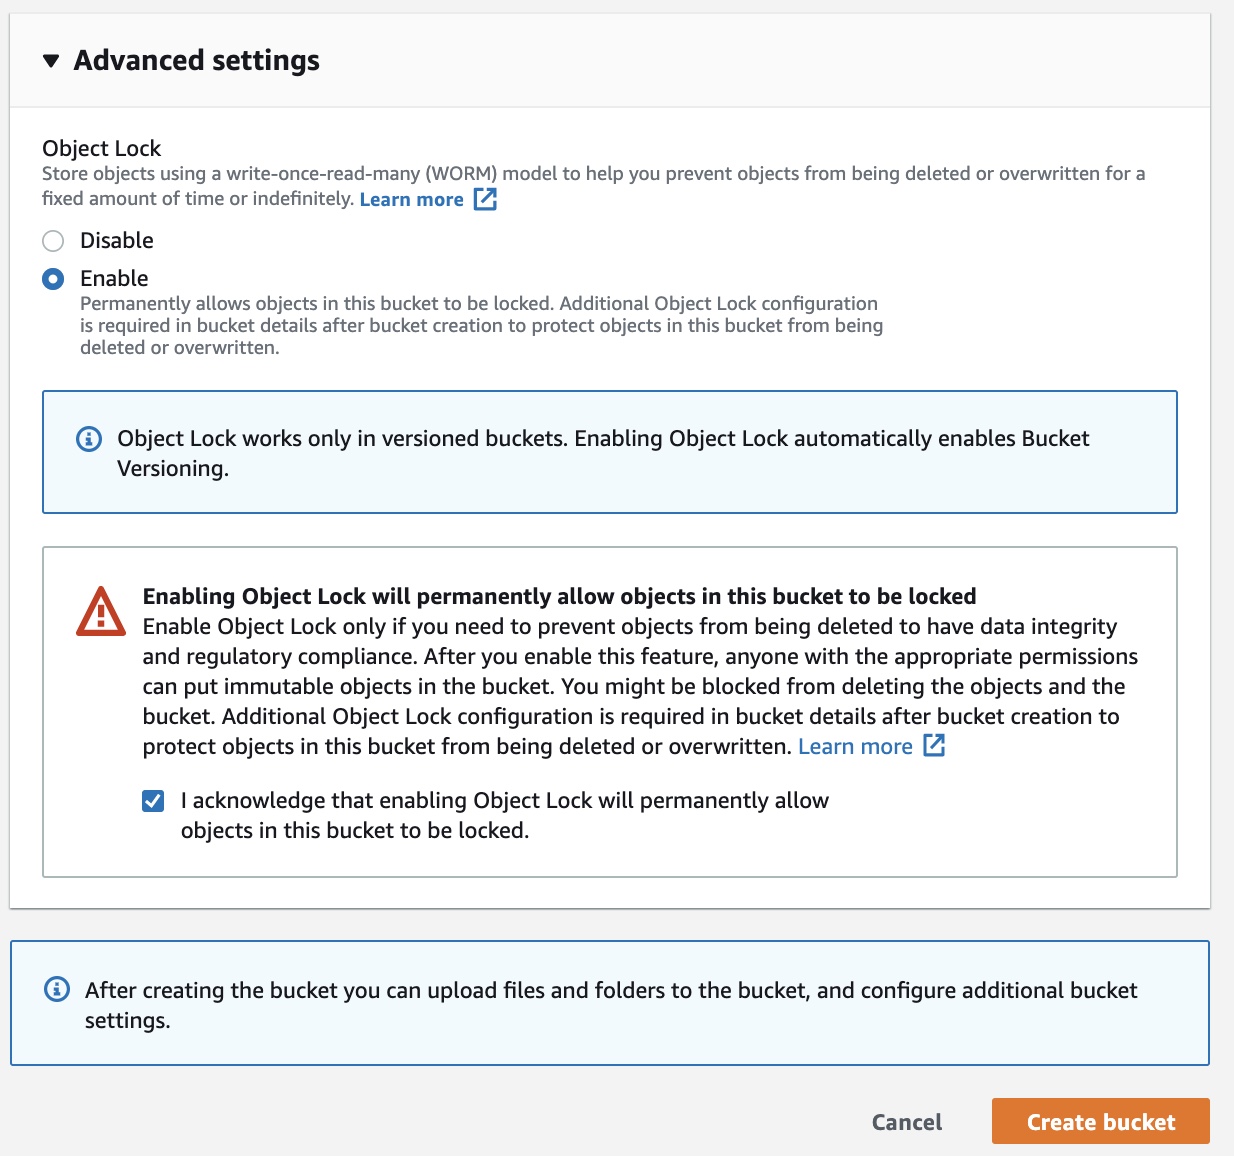 Advanced settings
Object Lock
Store objects using a write-once-read-many (WORM) model to help you prevent objects from being deleted or overwritten for a
fixed amount of time or indefinitely. Learn more
Disable
Enable
Permanently allows objects in this bucket to be locked. Additional Object Lock configuration
is required in bucket details after bucket creation to protect objects in this bucket from being
deleted or overwritten.
Object Lock works only in versioned buckets. Enabling Object Lock automatically enables Bucket
Versioning.
Enabling Object Lock will permanently allow objects in this bucket to be locked
Enable Object Lock only if you need to prevent objects from being deleted to have data integrity
and regulatory compliance. After you enable this feature, anyone with the appropriate permissions
can put immutable objects in the bucket. You might be blocked from deleting the objects and the
bucket. Additional Object Lock configuration is required in bucket details after bucket creation to
protect objects in this bucket from being deleted or overwritten. Learn more
I acknowledge that enabling Object Lock will permanently allow
objects in this bucket to be locked.
After creating the bucket you can upload files and folders to the bucket, and configure additional bucket
settings.
Cancel
Create bucket